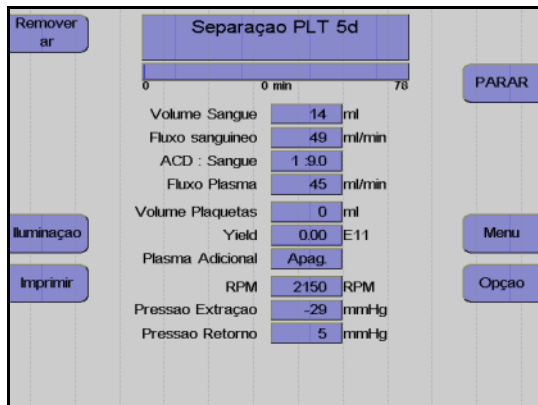 Remover
ar
Separaçao PLT 5d
0 0 min 78
PARAR
Volume Sangue 14 ml
Fluxo sanguineo 49 ml/min
ACD : Sangue 1 :9.0
Fluxo Plasma 45 ml/min
Volume Plaquetas 0 ml
Iluminaçao
Yield 0.00 E11
Menu
Plasma Adicional Apag.
Imprimir
RPM 2150 RPM
Opçao
Pressao Extraçao -29 mmHg
Pressao Retorno 5 mmHg